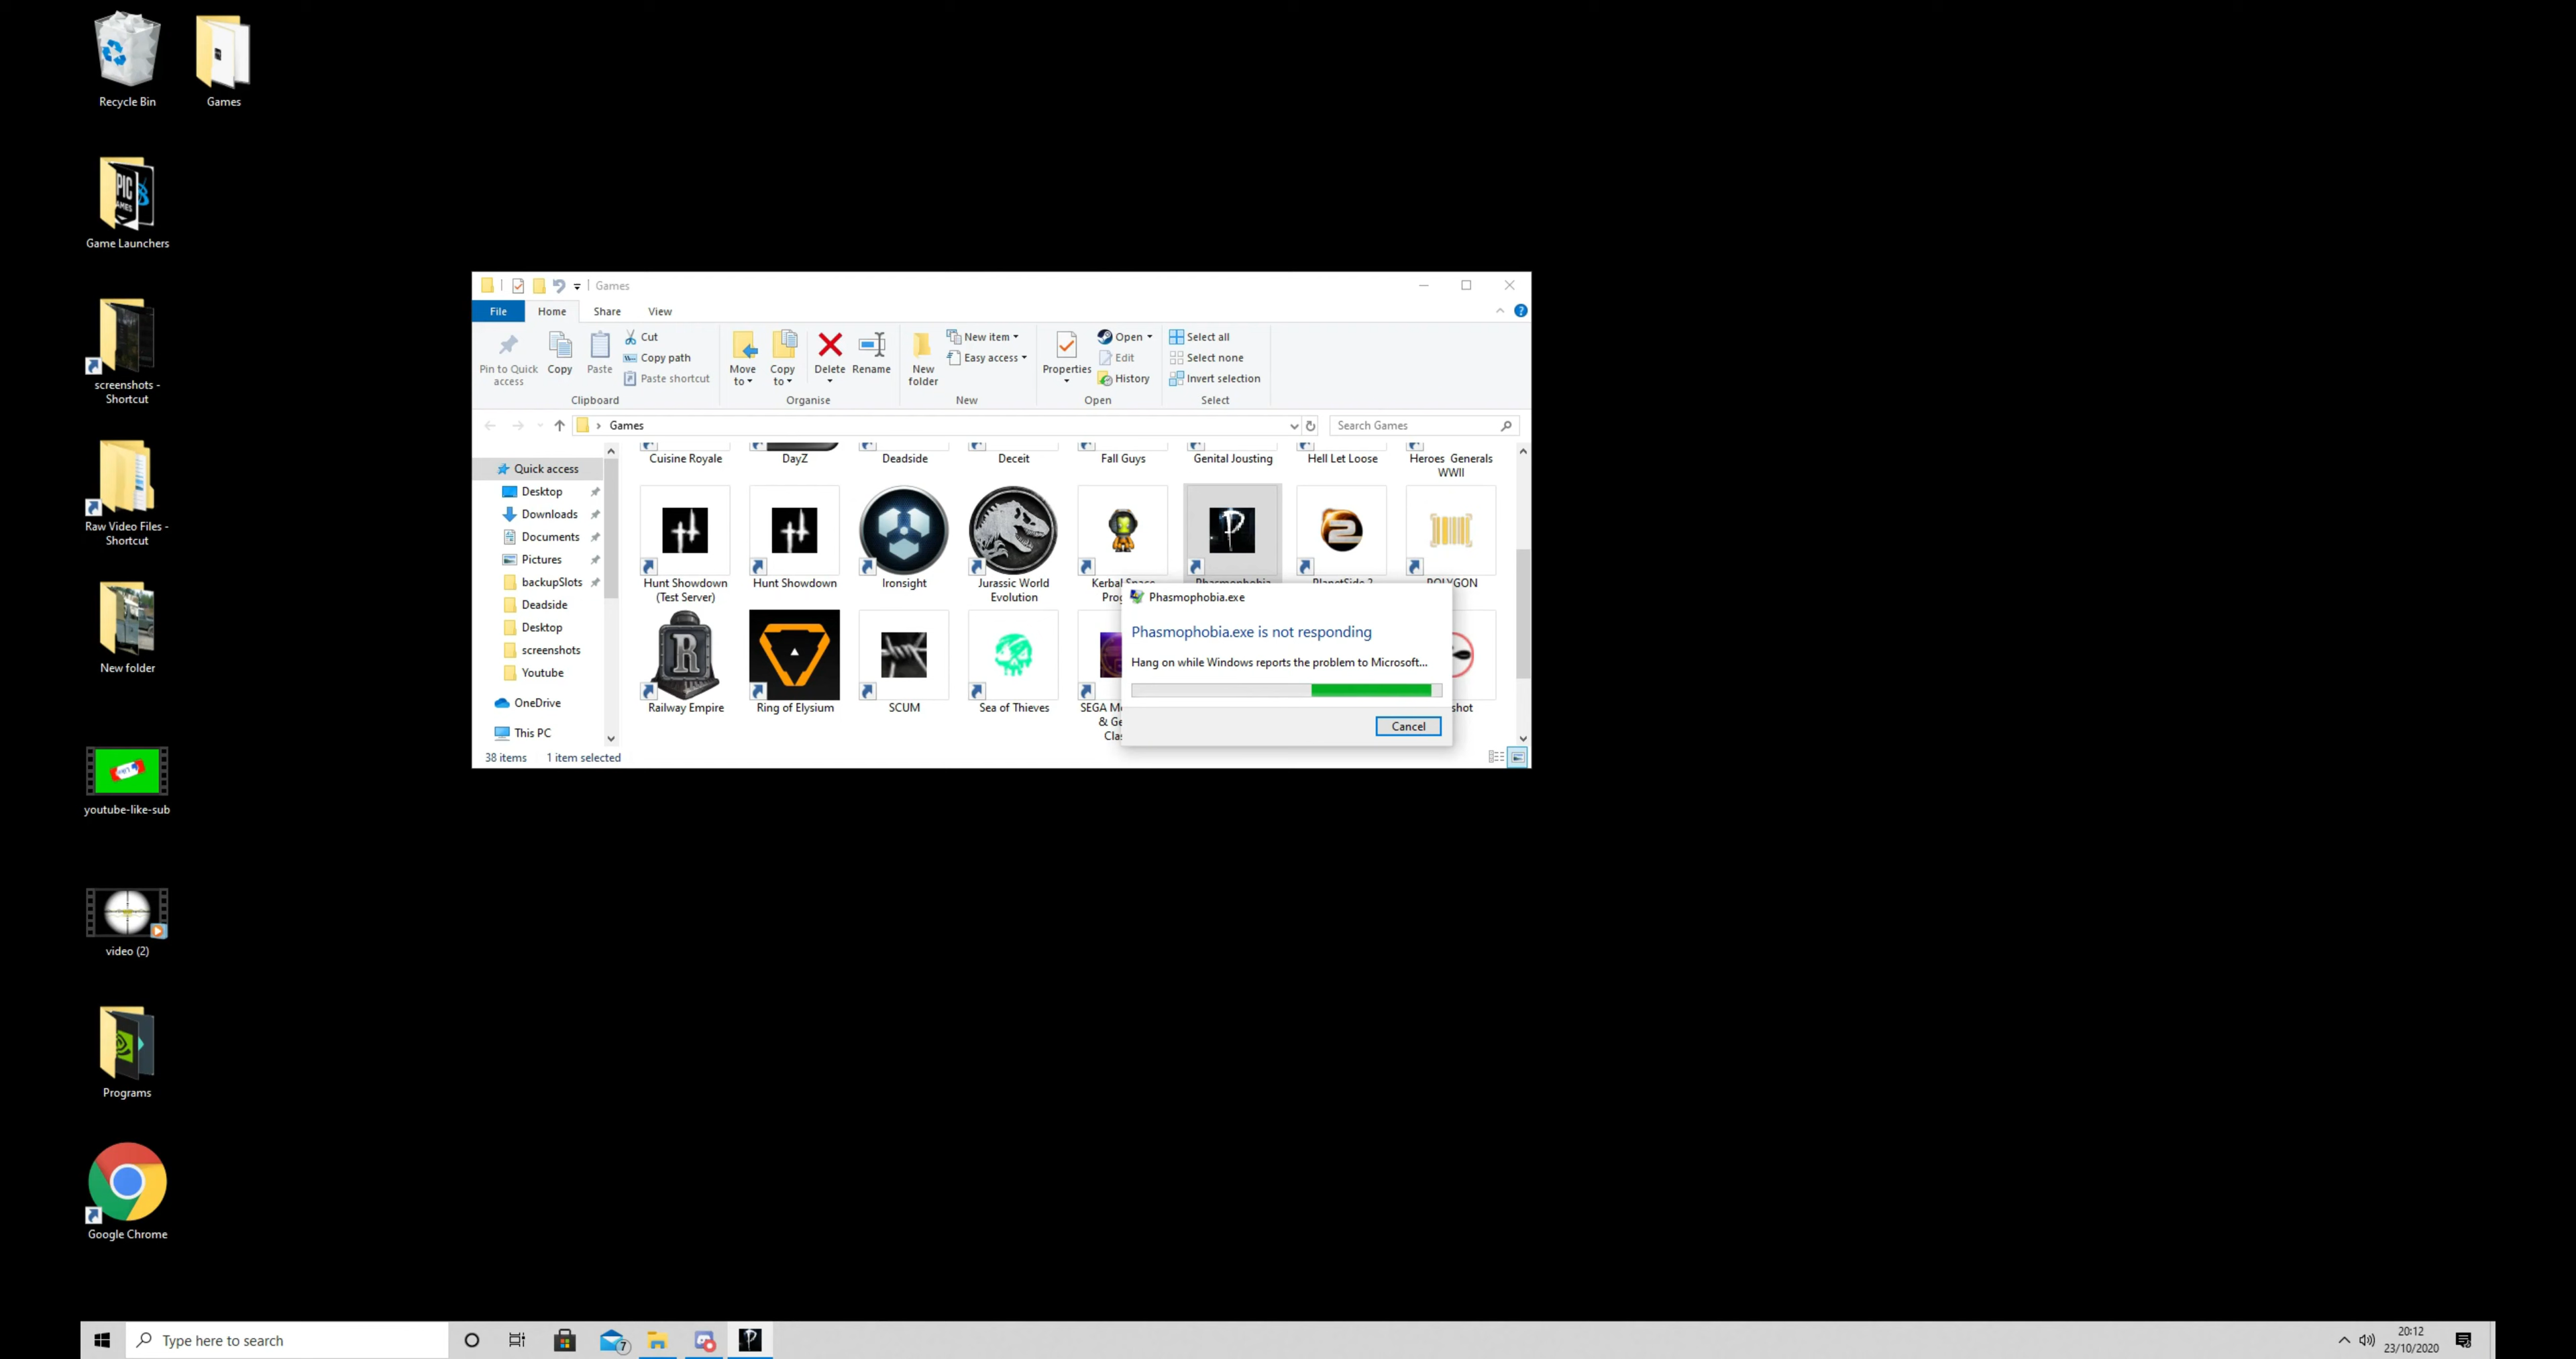 Recycle Bin
Games
Game Launchers
screenshots -
Shortcut
Raw Video Files -
Shortcut
New folder
youtube-like-sub
video (2)
Programs
Google Chrome
Games
File
Home
Share
View
Pin to Quick
access
Copy
Paste
Cut
Copy path
Paste shortcut
Clipboard
Move
to
Copy
to
Delete
Rename
Organise
New
folder
New item
Easy access
New
Properties
Open
Edit
History
Open
Select all
Select none
Invert selection
Select
Games
Search Games
Quick access
Desktop
Downloads
Documents
Pictures
backupSlots
Deadside
Desktop
screenshots
Youtube
OneDrive
This PC
Cuisine Royale
DayZ
Deadside
Deceit
Fall Guys
Genital Jousting
Hell Let Loose
Heroes Generals
WWII
Hunt Showdown
(Test Server)
Hunt Showdown
Ironsight
Jurassic World
Evolution
Kerbal Space
Phasmophobia
PlanetSide 2
POLYGON
Railway Empire
Ring of Elysium
SCUM
Sea of Thieves
SEGA
Phasmophobia.exe
Phasmophobia.exe is not responding
Hang on while Windows reports the problem to Microsoft...
Cancel
38 items
1 item selected
Type here to search
7
20:12
23/10/2020